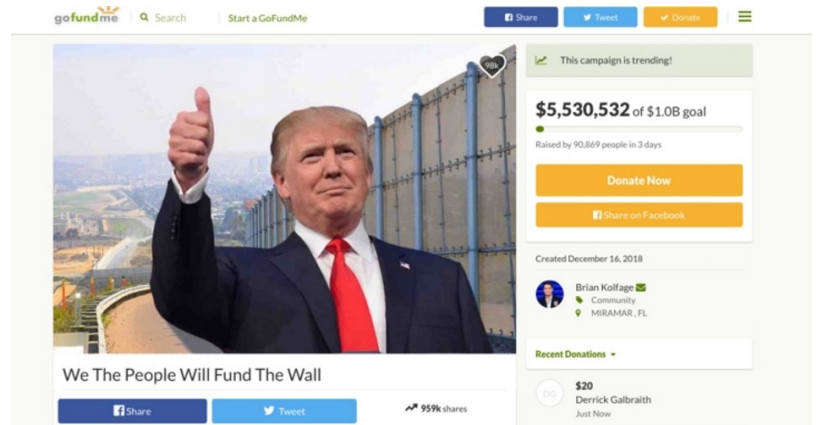 gofundme
Search
Start a GoFundMe
Share
Tweet
Donate
98k
This campaign is trending!
$5,530,532 of $1.0B goal
Raised by 90,869 people in 3 days
Donate Now
Share on Facebook
Created December 16, 2018
Brian Kolfage
Community
MIRAMAR, FL
We The People Will Fund The Wall
Share
Tweet
959k shares
Recent Donations
DG
$20
Derrick Galbraith
Just Now